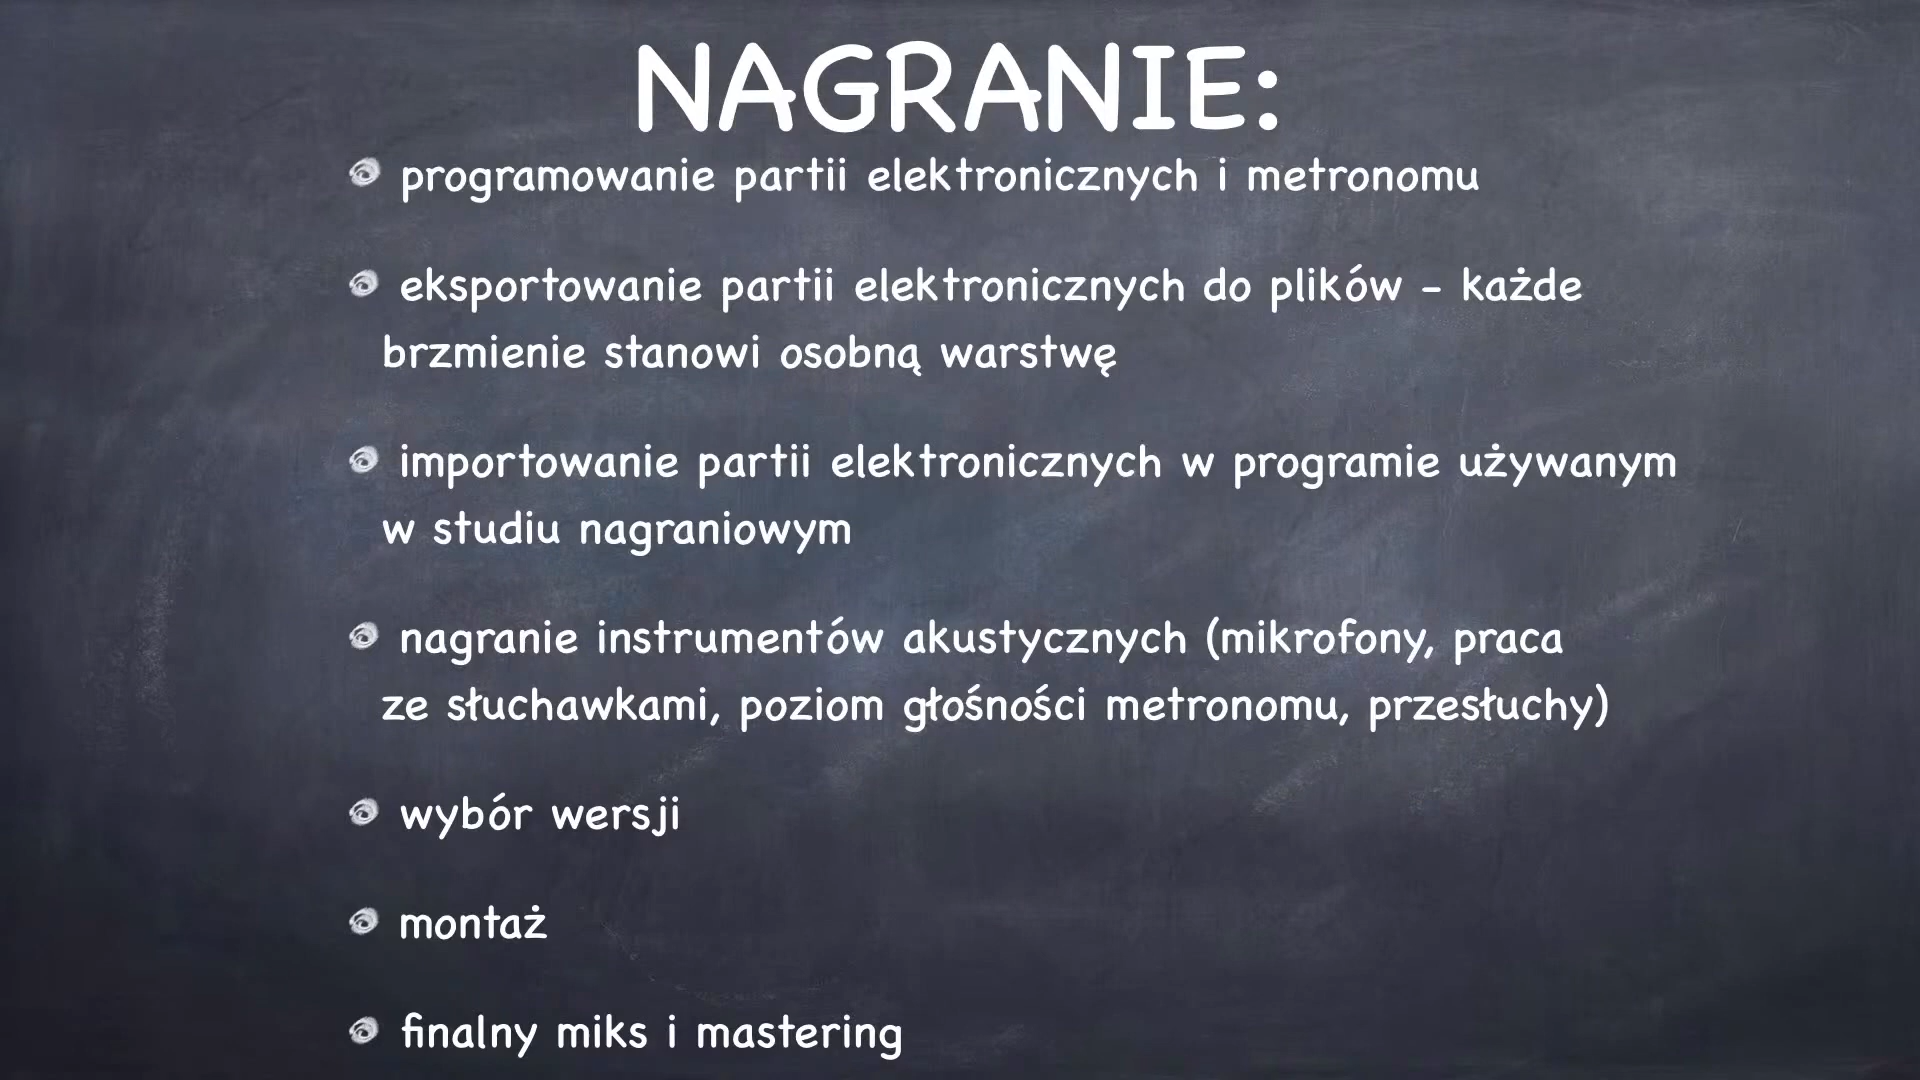 NAGRANIE:
programowanie partii elektronicznych i metronomu
eksportowanie partii elektronicznych do plików - każde
brzmienie stanowi osobną warstwę
importowanie partii elektronicznych w programie używanym
w studiu nagraniowym
nagranie instrumentów akustycznych (mikrofony, praca
ze słuchawkami, poziom głośności metronomu, przesłuchy)
wybór wersji
montaż
finalny miks i mastering